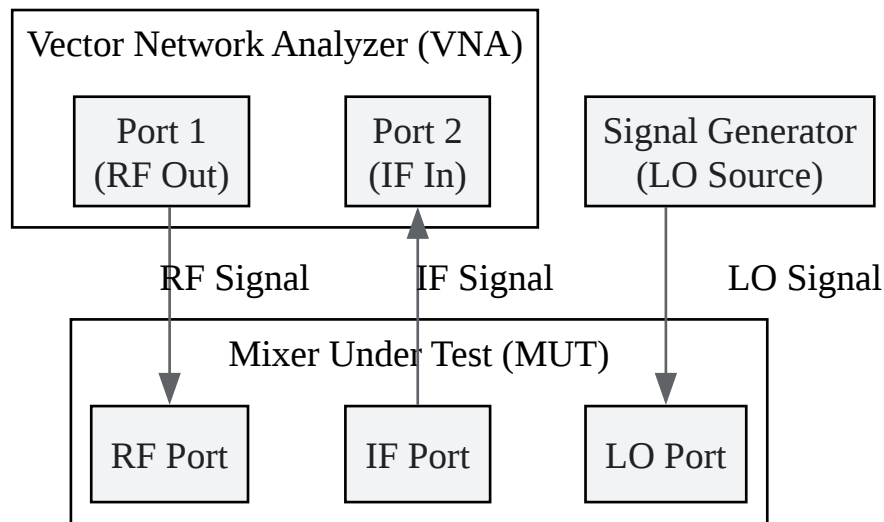 Vector Network Analyzer (VNA)
Port 1
(RF Out)
Port 2
(IF In)
Signal Generator
(LO Source)
RF Signal
IF Signal
LO Signal
Mixer Under Test (MUT)
RF Port
IF Port
LO Port